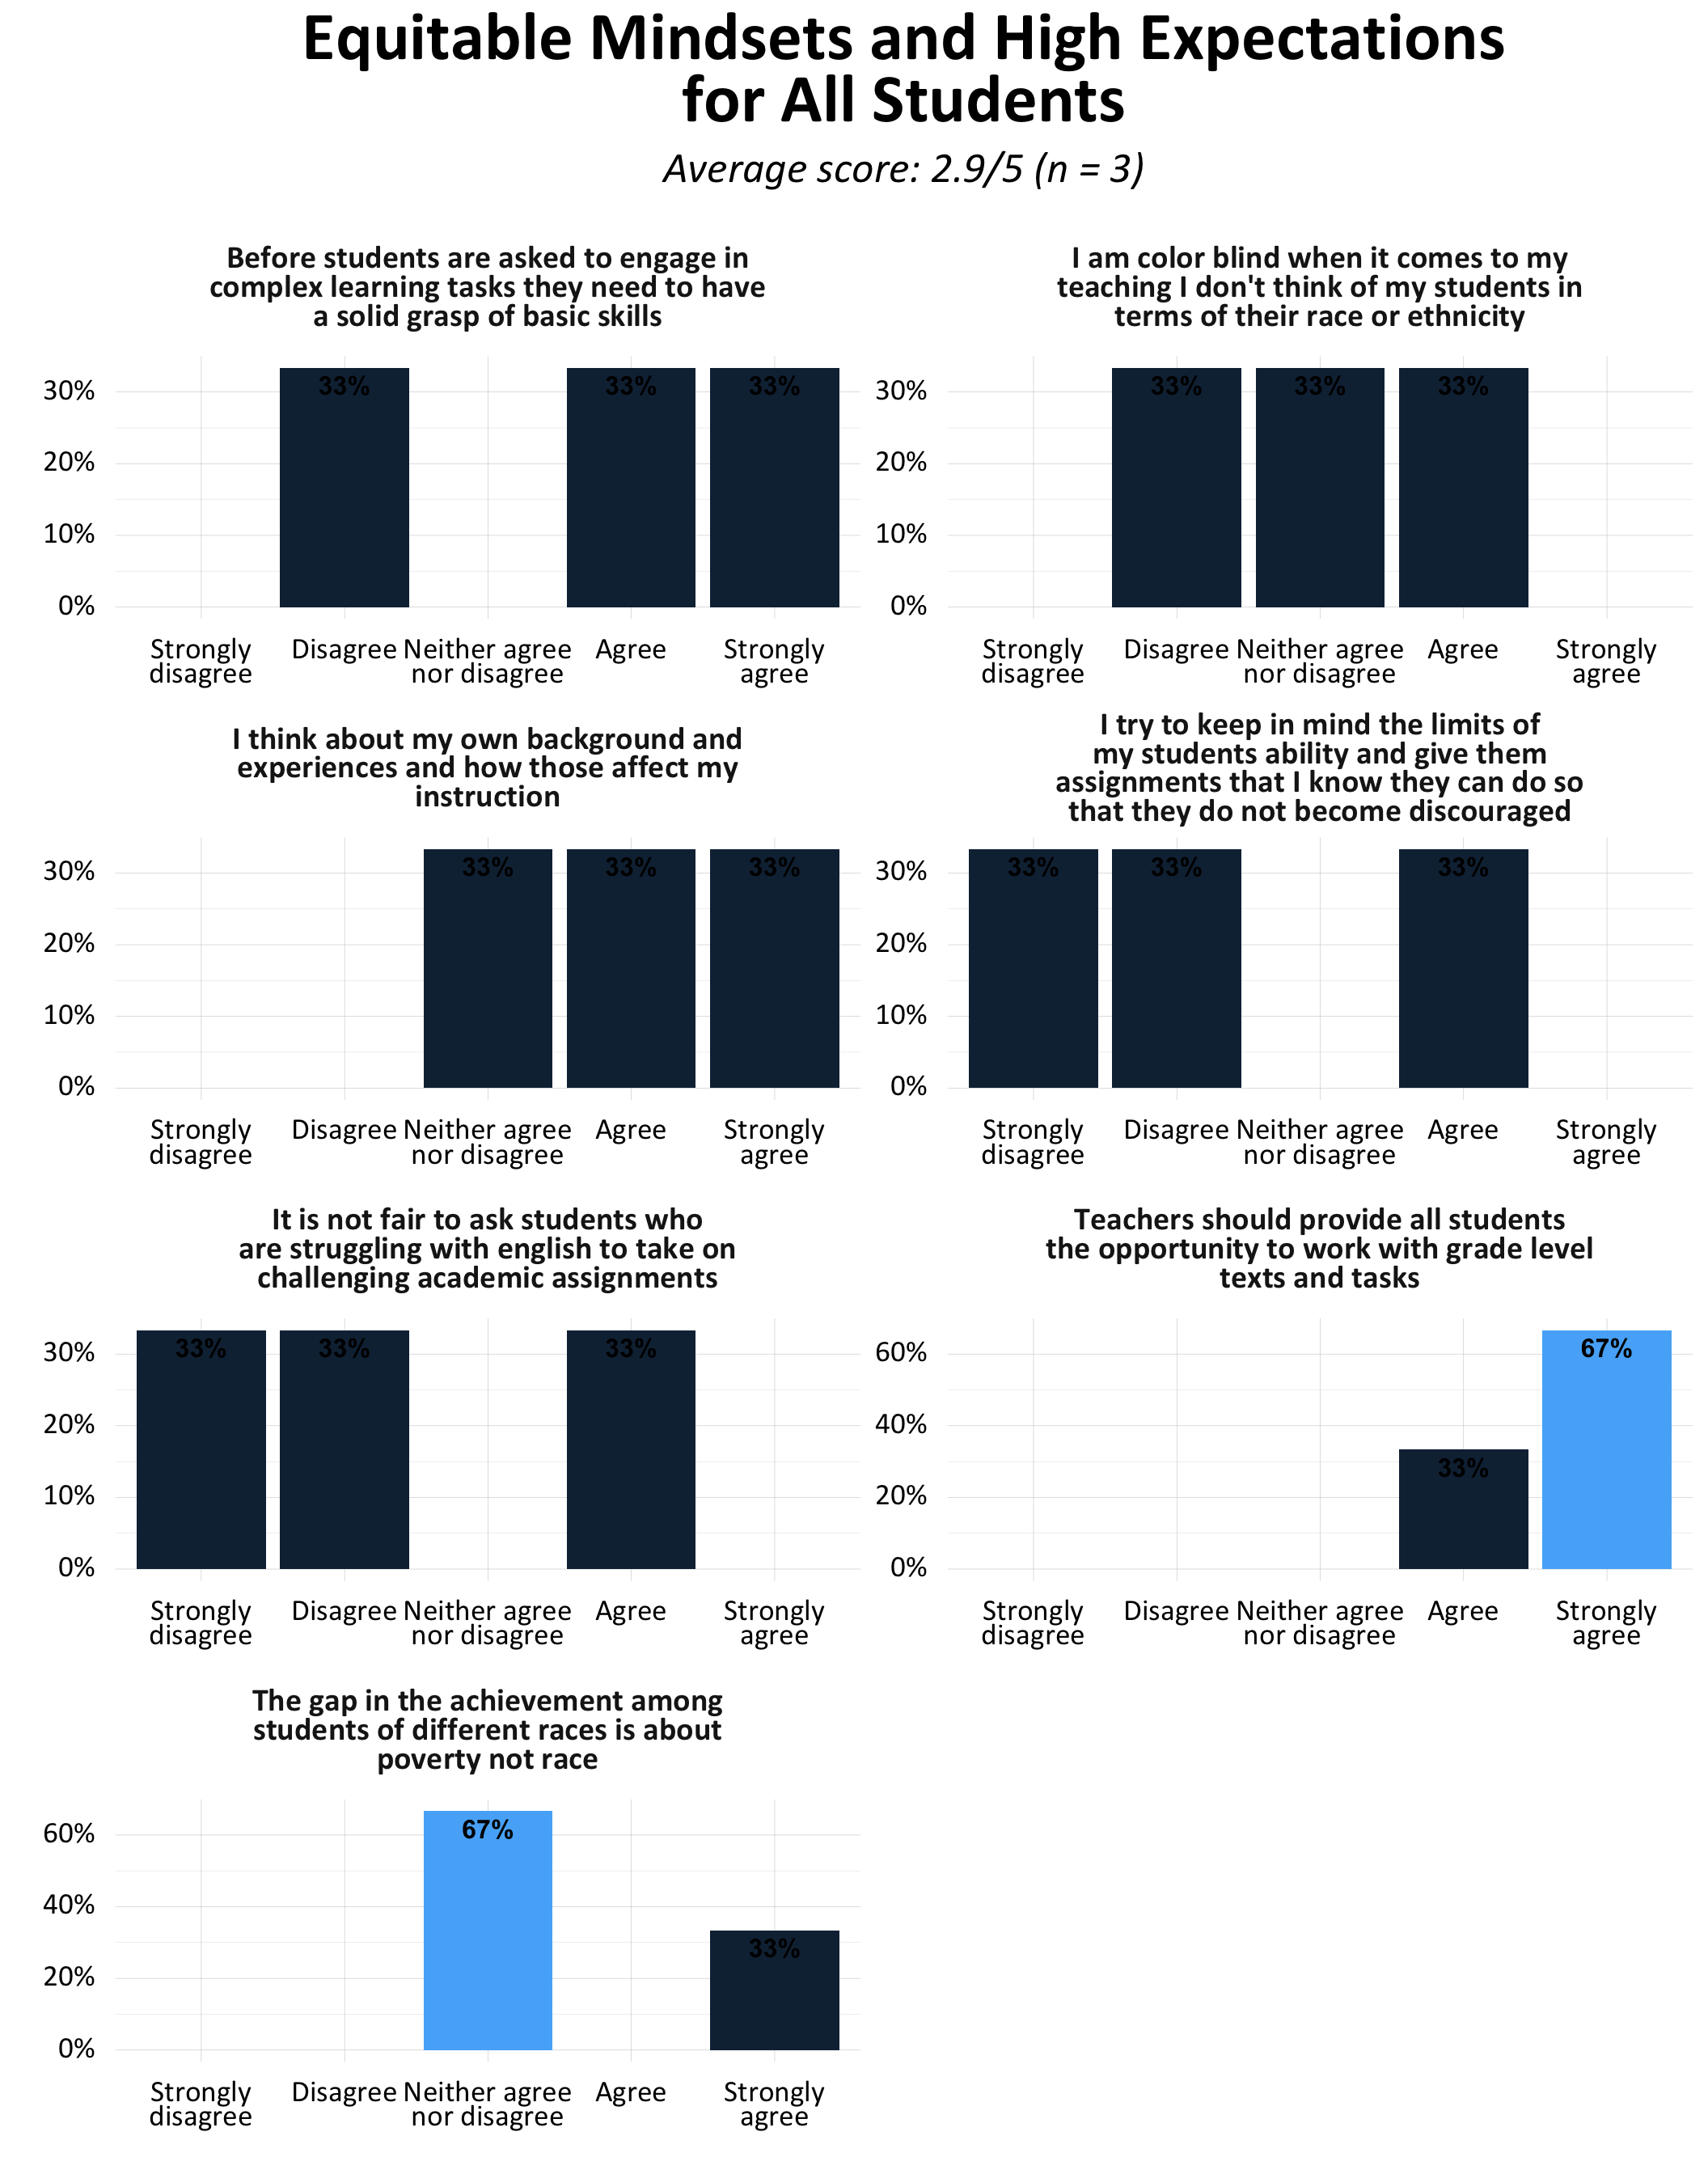 Equitable Mindsets and High Expectations
for All Students
Average score: 2.9/5 (n = 3)
Before students are asked to engage in
complex learning tasks they need to have
a solid grasp of basic skills
30%
20%
10%
0%
33%
33%
33%
Strongly
disagree
Disagree
Neither agree
nor disagree
Agree
Strongly
agree
I am color blind when it comes to my
teaching I don't think of my students in
terms of their race or ethnicity
30%
20%
10%
0%
33%
33%
33%
Strongly
disagree
Disagree
Neither agree
nor disagree
Agree
Strongly
agree
I think about my own background and
experiences and how those affect my
instruction
30%
20%
10%
0%
33%
33%
33%
Strongly
disagree
Disagree
Neither agree
nor disagree
Agree
Strongly
agree
I try to keep in mind the limits of
my students ability and give them
assignments that I know they can do so
that they do not become discouraged
30%
20%
10%
0%
33%
33%
33%
Strongly
disagree
Disagree
Neither agree
nor disagree
Agree
Strongly
agree
It is not fair to ask students who
are struggling with english to take on
challenging academic assignments
30%
20%
10%
0%
33%
33%
33%
Strongly
disagree
Disagree
Neither agree
nor disagree
Agree
Strongly
agree
Teachers should provide all students
the opportunity to work with grade level
texts and tasks
60%
40%
20%
0%
33%
67%
Strongly
disagree
Disagree
Neither agree
nor disagree
Agree
Strongly
agree
The gap in the achievement among
students of different races is about
poverty not race
60%
40%
20%
0%
67%
33%
Strongly
disagree
Disagree
Neither agree
nor disagree
Agree
Strongly
agree